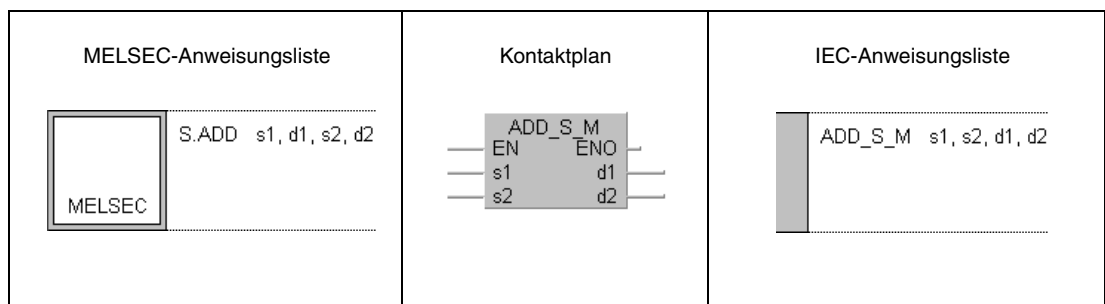 MELSEC-Anweisungsliste
Kontaktplan
IEC-Anweisungsliste
MELSEC
S.ADD s1, d1, s2, d2
ADD_S_M
EN ENO
s1 d1
s2 d2
ADD_S_M s1, s2, d1, d2